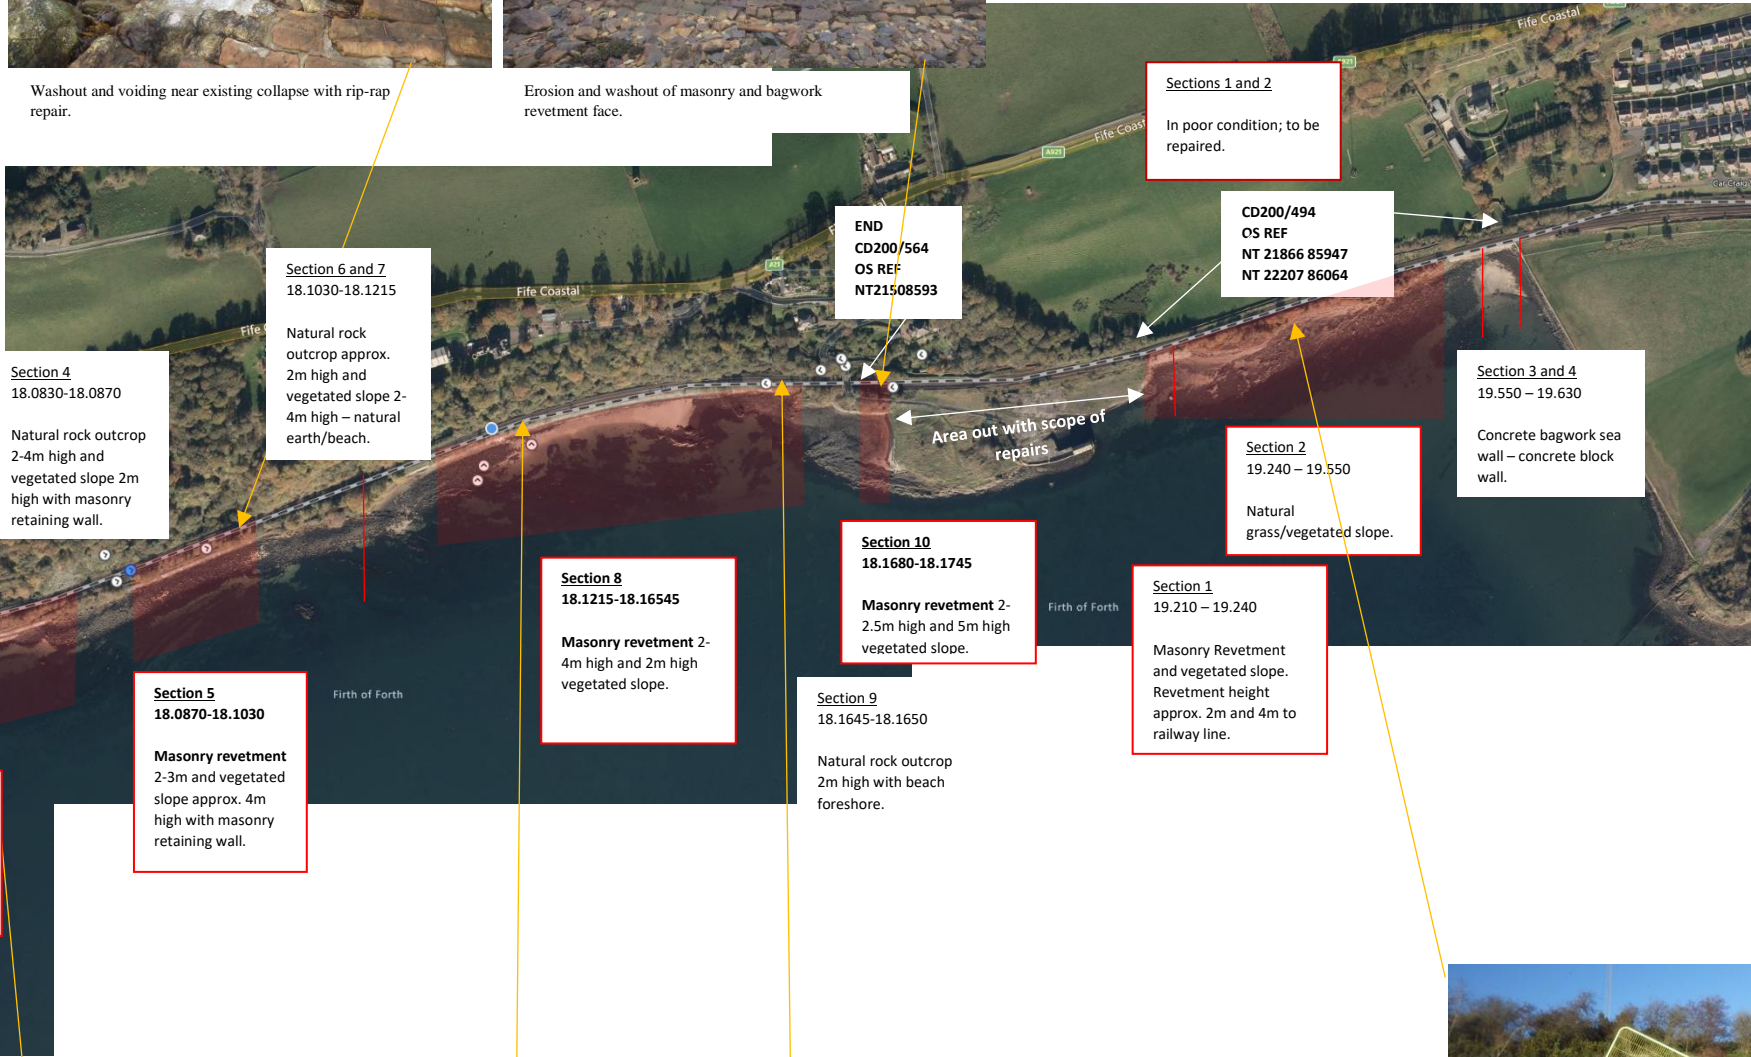 Washout and voiding near existing collapse with rip-rap
repair.
Erosion and washout of masonry and bagwork
revetment face.
Fife Coastal
A921
Sections 1 and 2
In poor condition; to be
repaired.
A921
CD200/494
OS REF
NT 21866 85947
NT 22207 86064
END
CD200/564
OS REF
NT21508593
Section 6 and 7
18.1030-18.1215
Natural rock
outcrop approx.
2m high and
vegetated slope 2-
4m high – natural
earth/beach.
Fife Coastal
Section 4
18.0830-18.0870
Natural rock outcrop
2-4m high and
vegetated slope 2m
high with masonry
retaining wall.
Area out with scope of
repairs
Section 3 and 4
19.550 – 19.630
Concrete bagwork sea
wall – concrete block
wall.
Section 2
19.240 – 19.550
Natural
grass/vegetated slope.
Section 10
18.1680-18.1745
Masonry revetment 2-
2.5m high and 5m high
vegetated slope.
Firth of Forth
Section 8
18.1215-18.16545
Masonry revetment 2-
4m high and 2m high
vegetated slope.
Section 1
19.210 – 19.240
Masonry Revetment
and vegetated slope.
Revetment height
approx. 2m and 4m to
railway line.
Section 5
18.0870-18.1030
Masonry revetment
2-3m and vegetated
slope approx. 4m
high with masonry
retaining wall.
Firth of Forth
Section 9
18.1645-18.1650
Natural rock outcrop
2m high with beach
foreshore.